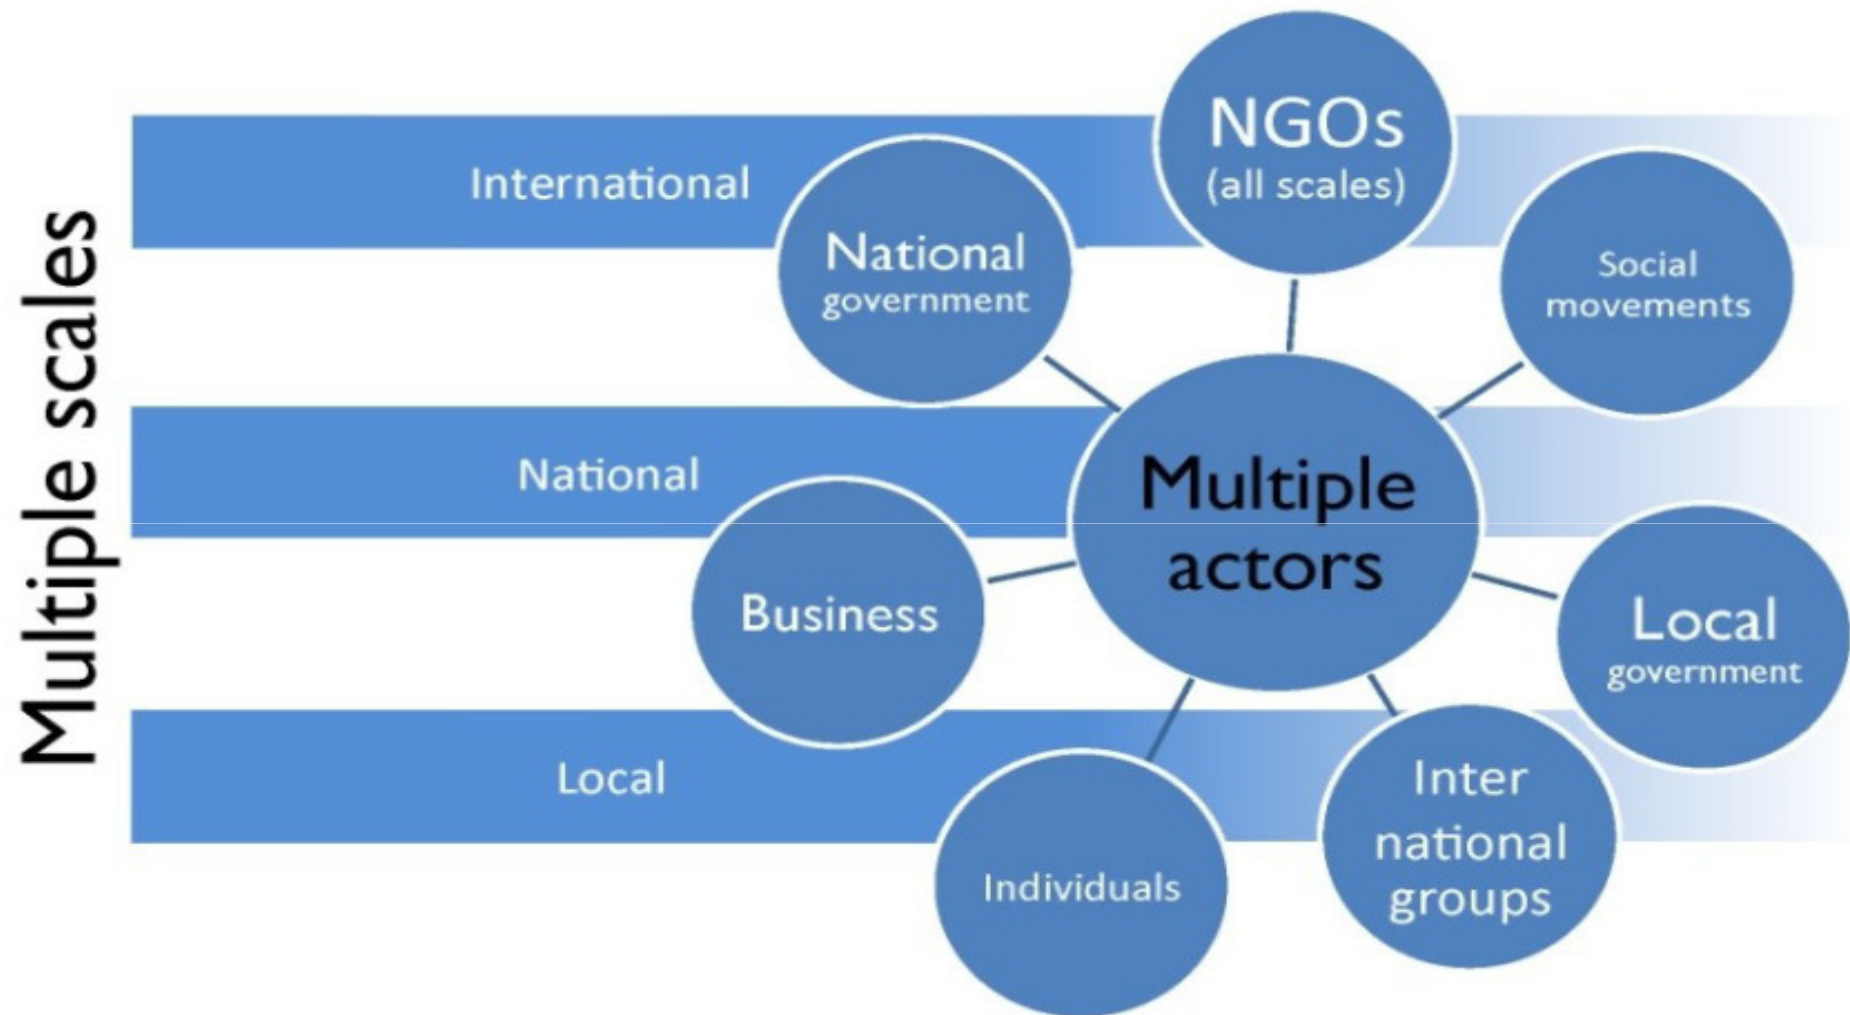 Multiple scales
International
National
Local
NGOs
(all scales)
National
government
Social
movements
Multiple
actors
Business
Local
government
Individuals
Inter
national
groups